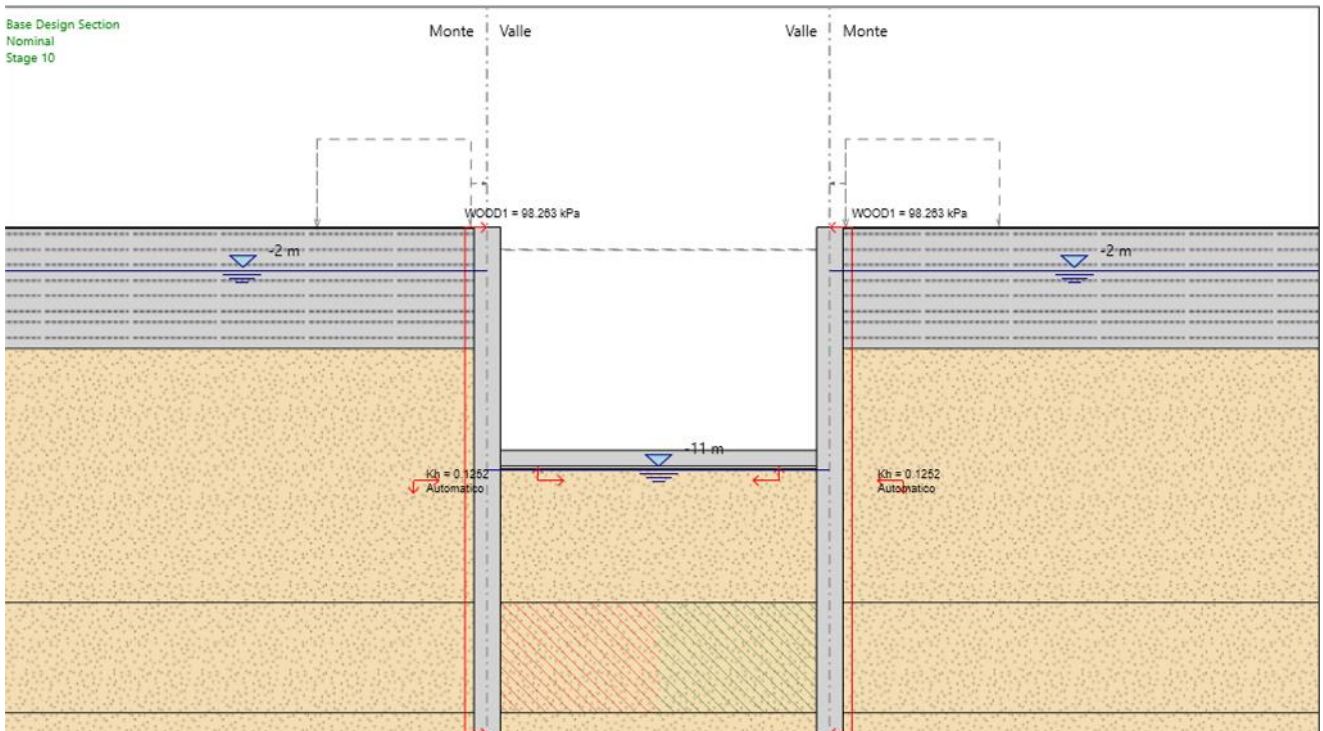 Base Design Section
Nominal
Stage 10
Monte Valle
Valle Monte
WOOD1 = 98.263 kPa
WOOD1 = 98.263 kPa
-2 m
-2 m
-11 m
Kh = 0.1252
Automatico
Kh = 0.1252
Automatico